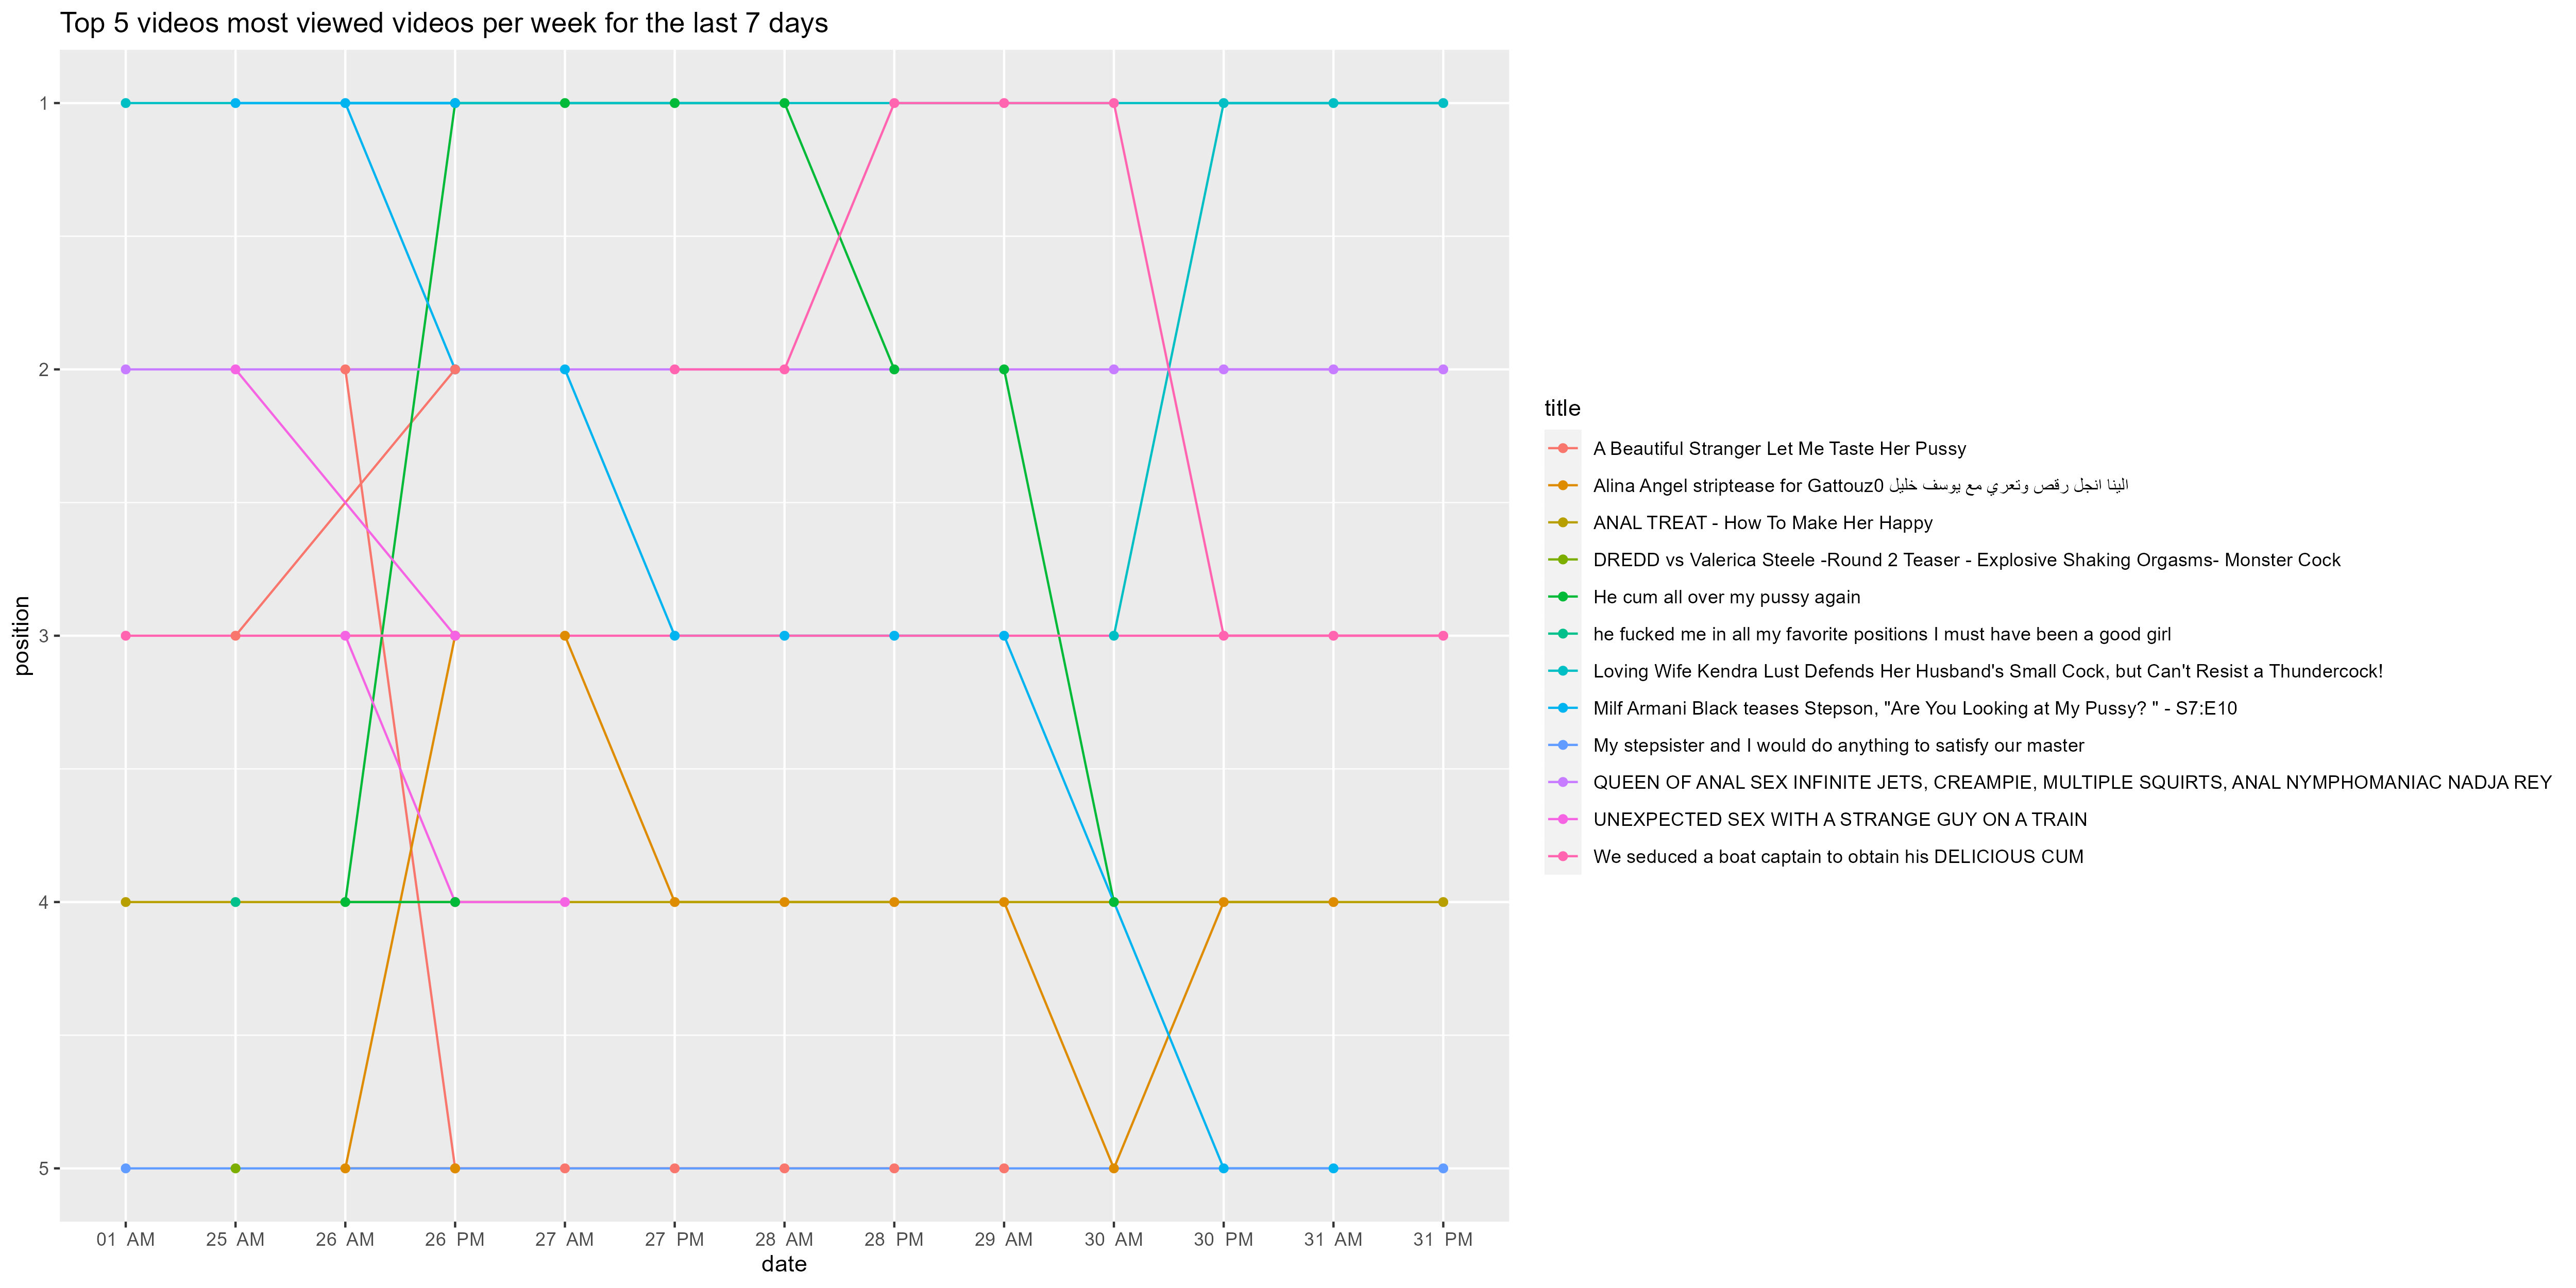 Top 5 videos most viewed videos per week for the last 7 days
position
1
2
3
4
5
01 AM 25 AM 26 AM 26 PM 27 AM 27 PM 28 AM 28 PM 29 AM 30 AM 30 PM 31 AM 31 PM
date
title
A Beautiful Stranger Let Me Taste Her Pussy
Alina Angel striptease for Gattouz0 الينا انجل رقص وتعري مع يوسف خليل
ANAL TREAT - How To Make Her Happy
DREDD vs Valerica Steele -Round 2 Teaser - Explosive Shaking Orgasms- Monster Cock
He cum all over my pussy again
he fucked me in all my favorite positions I must have been a good girl
Loving Wife Kendra Lust Defends Her Husband's Small Cock, but Can't Resist a Thundercock!
Milf Armani Black teases Stepson, "Are You Looking at My Pussy? " - S7:E10
My stepsister and I would do anything to satisfy our master
QUEEN OF ANAL SEX INFINITE JETS, CREAMPIE, MULTIPLE SQUIRTS, ANAL NYMPHOMANIAC NADJA REY
UNEXPECTED SEX WITH A STRANGE GUY ON A TRAIN
We seduced a boat captain to obtain his DELICIOUS CUM